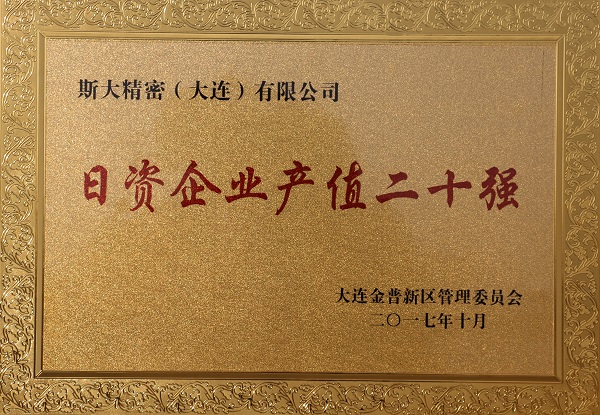 斯大精密（大连）有限公司
日资企业产值二十强
大连金普新区管理委员会
二〇一七年十月